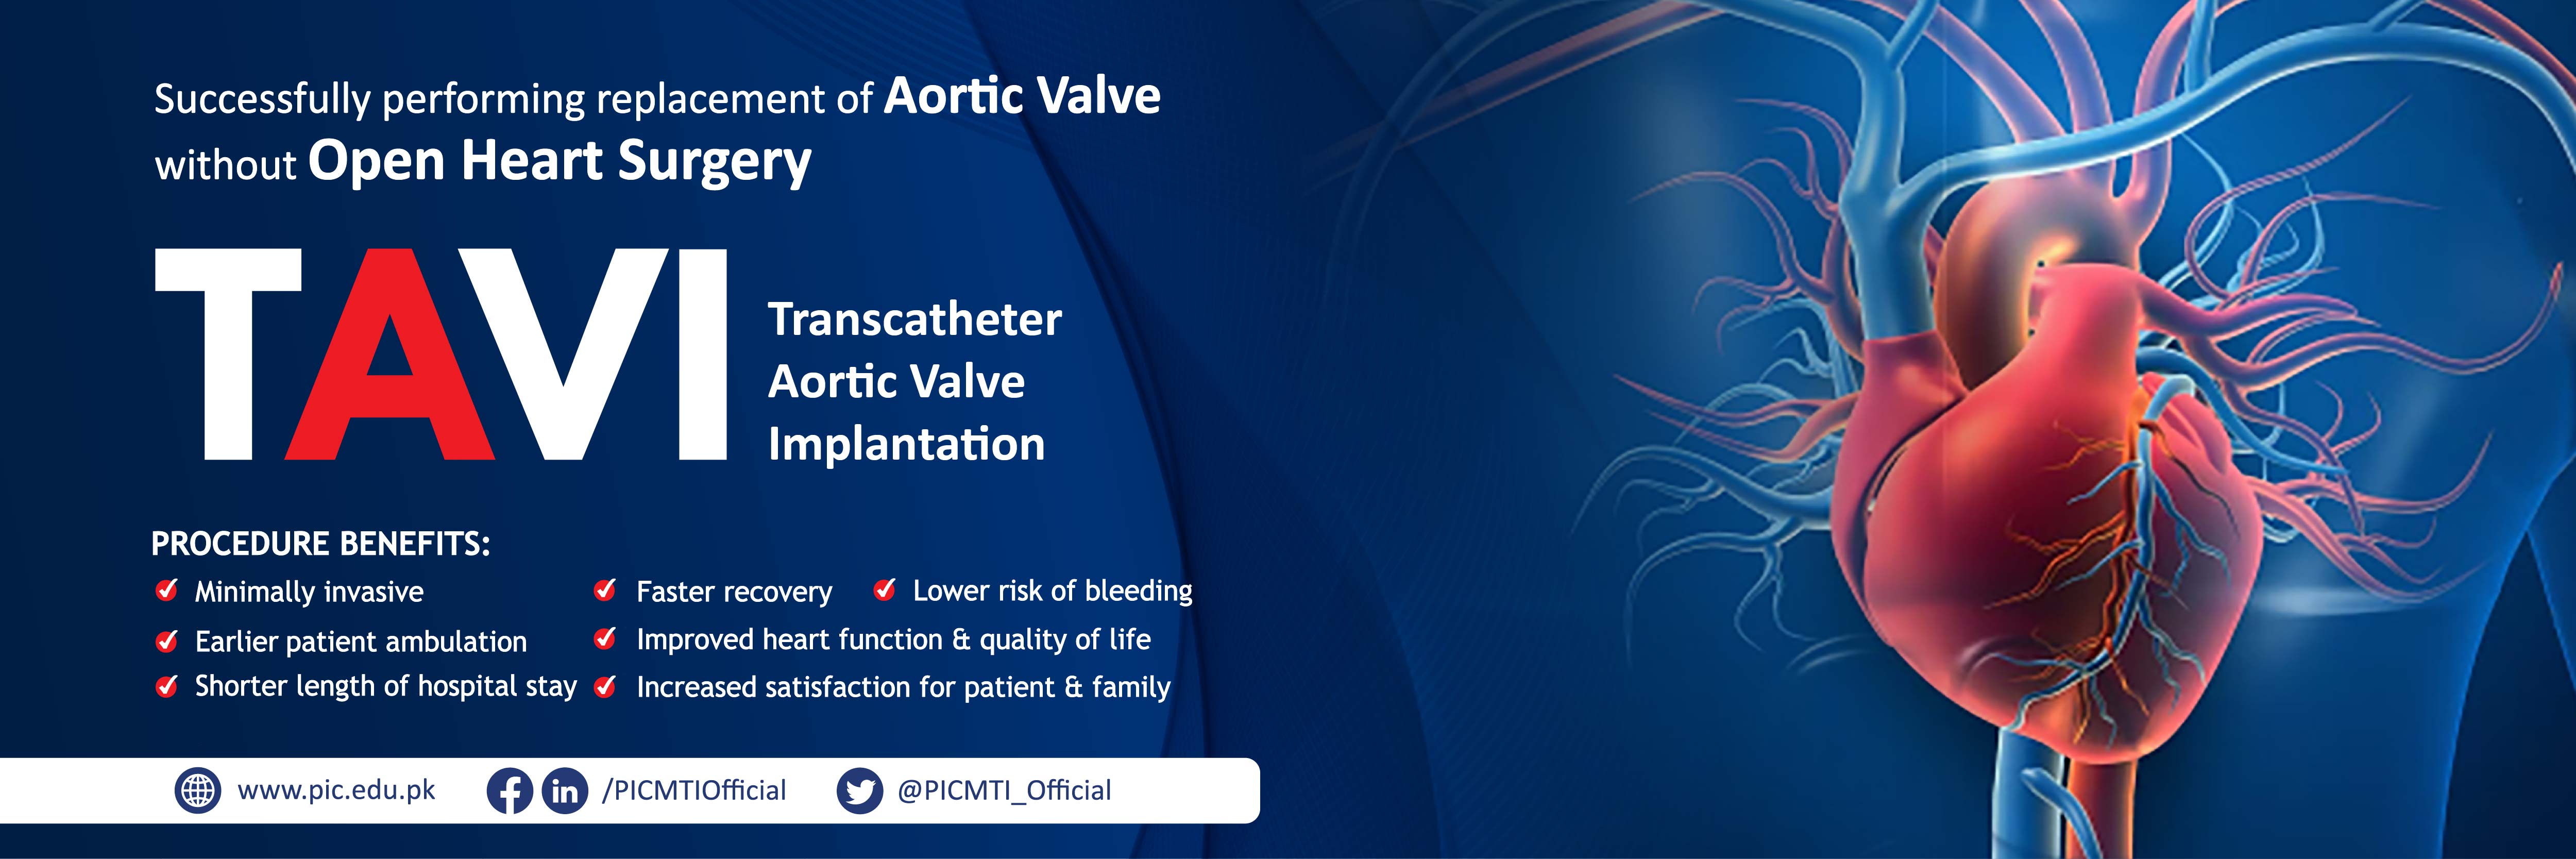 Successfully performing replacement of Aortic Valve
without Open Heart Surgery
TAVI
Transcatheter
Aortic Valve
Implantation
PROCEDURE BENEFITS:
Minimally invasive
Earlier patient ambulation
Shorter length of hospital stay
Faster recovery
Lower risk of bleeding
Improved heart function & quality of life
Increased satisfaction for patient & family
www.pic.edu.pk
/PICMTIOfficial
@PICMTI_Official